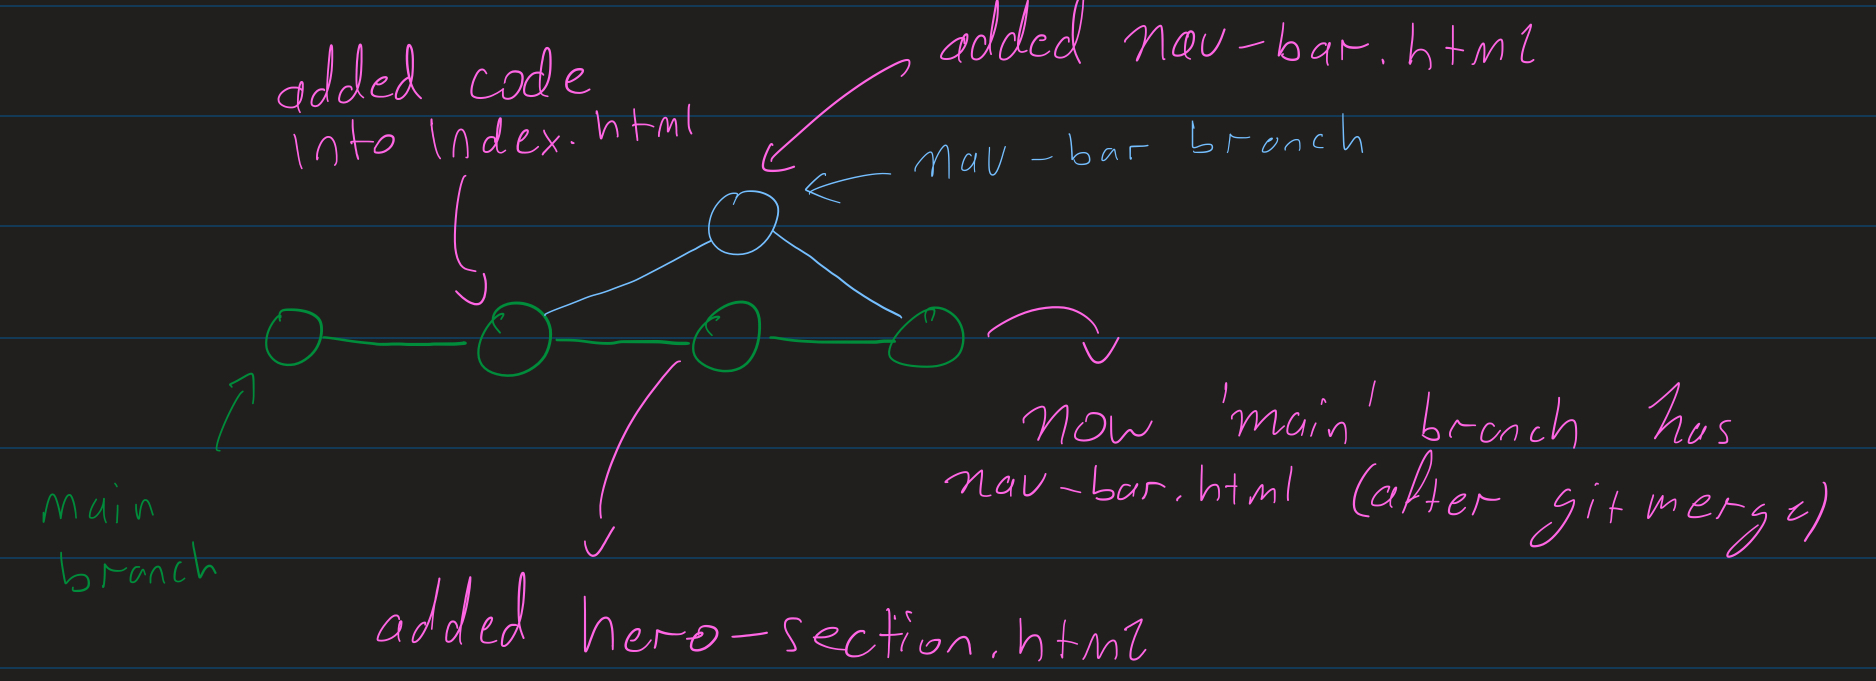 added nav-bar.html
added code
into Index.html
nav-bar branch
now 'main' branch has
nav-bar.html (after git merge)
main
branch
added hero-section.html